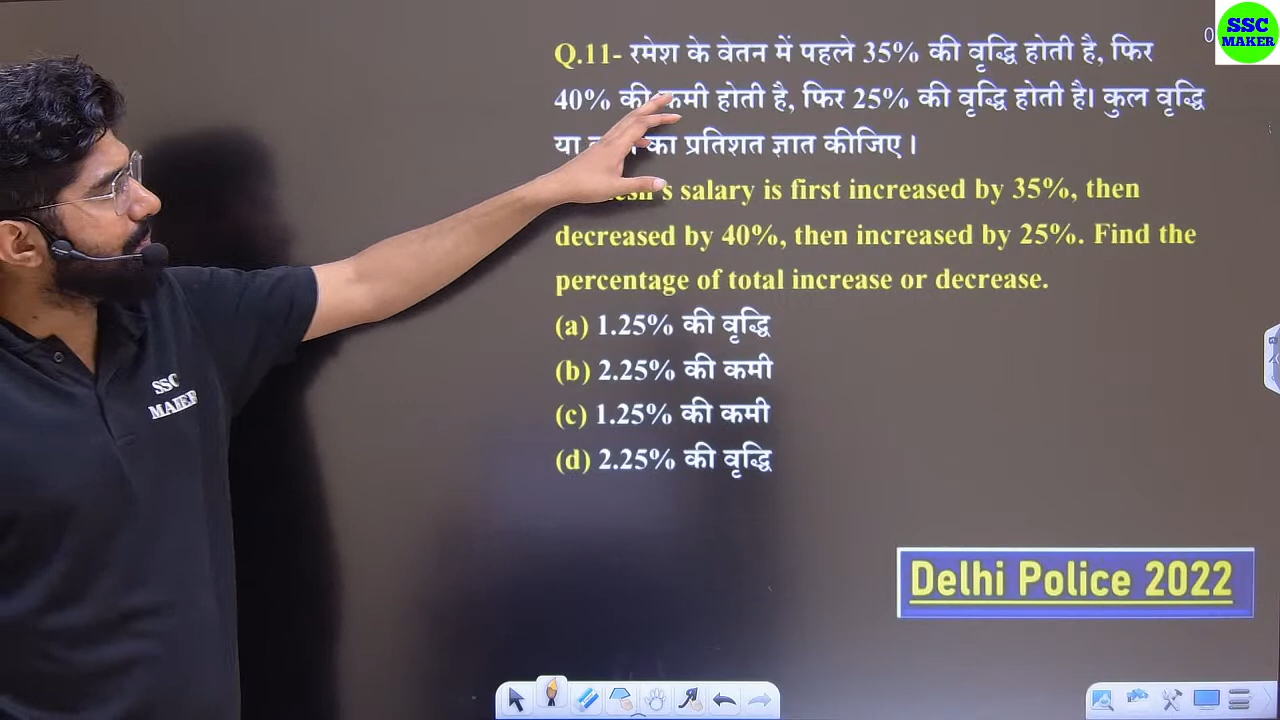 SSC
MAKER
Q.11- रमेश के वेतन में पहले 35% की वृद्धि होती है, फिर
40% की कमी होती है, फिर 25% की वृद्धि होती है। कुल वृद्धि
या का प्रतिशत ज्ञात कीजिए।
salary is first increased by 35%, then
decreased by 40%, then increased by 25%. Find the
percentage of total increase or decrease.
(a) 1.25% की वृद्धि
(b) 2.25% की कमी
(c) 1.25% की कमी
(d) 2.25% की वृद्धि
SSC
MAKER
Delhi Police 2022